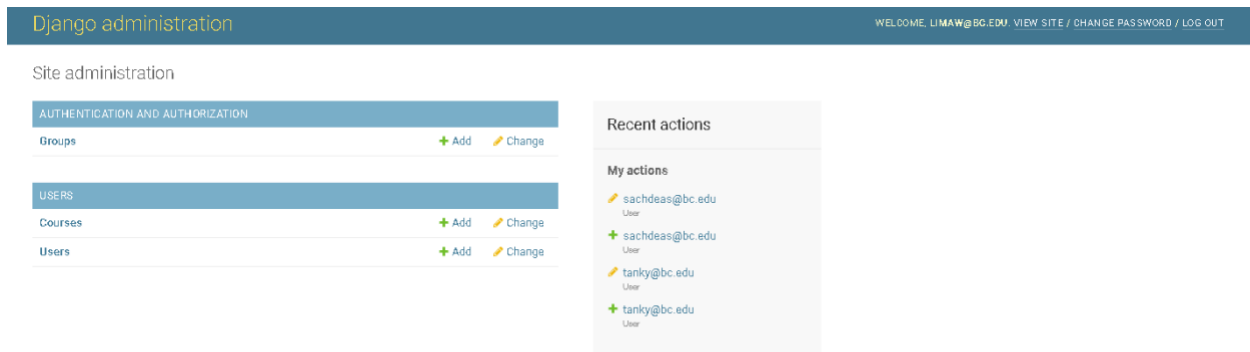 Django administration
WELCOME, LIMAW@BC.EDU. VIEW SITE / CHANGE PASSWORD / LOG OUT
Site administration
AUTHENTICATION AND AUTHORIZATION
Groups Add Change
USERS
Courses Add Change
Users Add Change
Recent actions
My actions
sachdeas@bc.edu
User
sachdeas@bc.edu
User
tanky@bc.edu
User
tanky@bc.edu
User